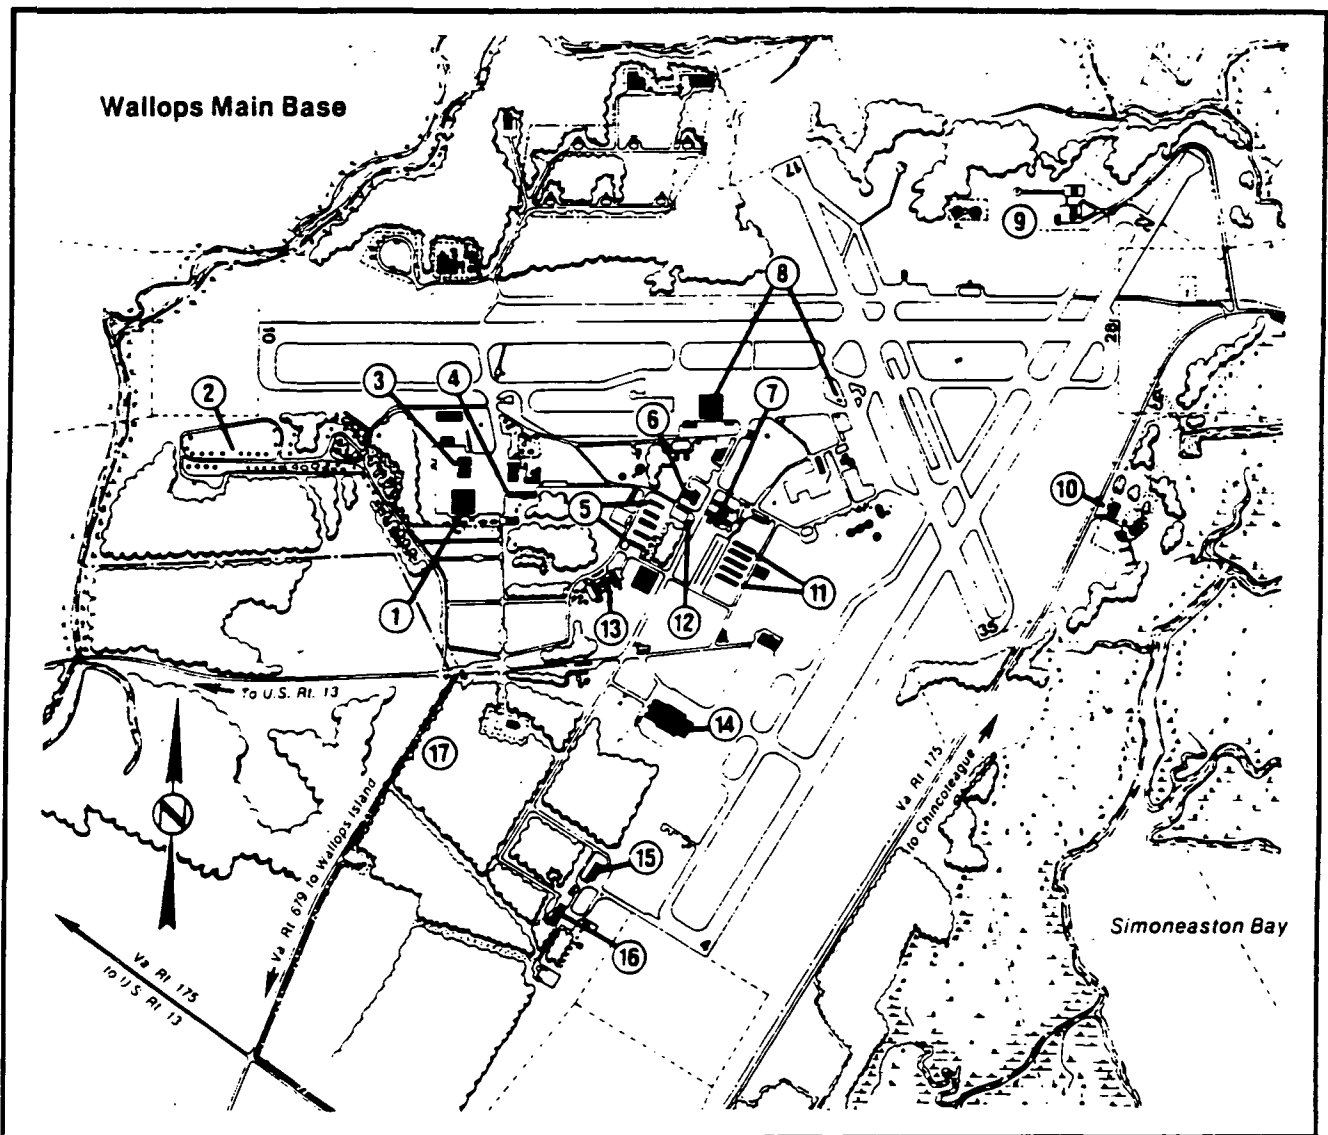 Wallops Main Base
17
9
22
8
10
28
2
3
4
6
7
2
5
10
1
13
12
11
35
To U.S. Rt. 13
14
17
Va Rt 175
to Chincoteague
N
Va Rt 679 to Wallops Island
15
4
16
Simoneaston Bay
Va Rt 175
to U.S. Rt 13